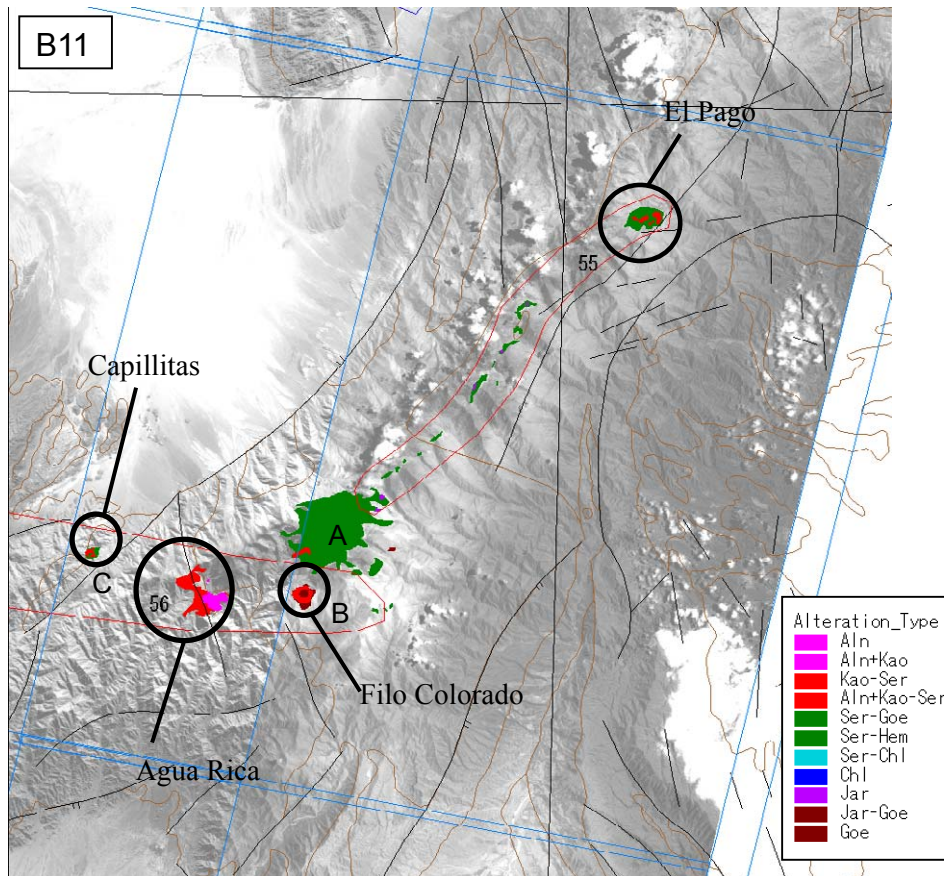 B11
El Pago
55
Capillitas
A
C
56
B
Filo Colorado
Agua Rica
Alteration_Type
Aln
Aln+Kao
Kao-Ser
Aln+Kao-Ser
Ser-Goe
Ser-Hem
Ser-Chl
Chl
Jar
Jar-Goe
Goe